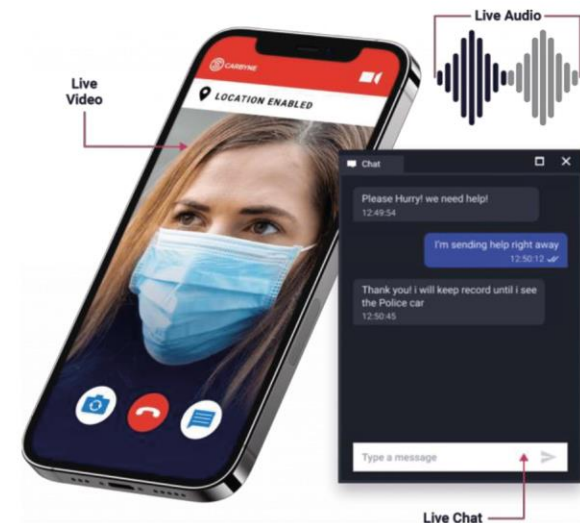 Live Audio
Live
Video
CARBYNE
LOCATION ENABLED
Chat
Please Hurry! we need help!
12:49:54
I'm sending help right away
12:50:12
Thank you! i will keep record until i see
the Police car
12:50:45
Type a message
Live Chat